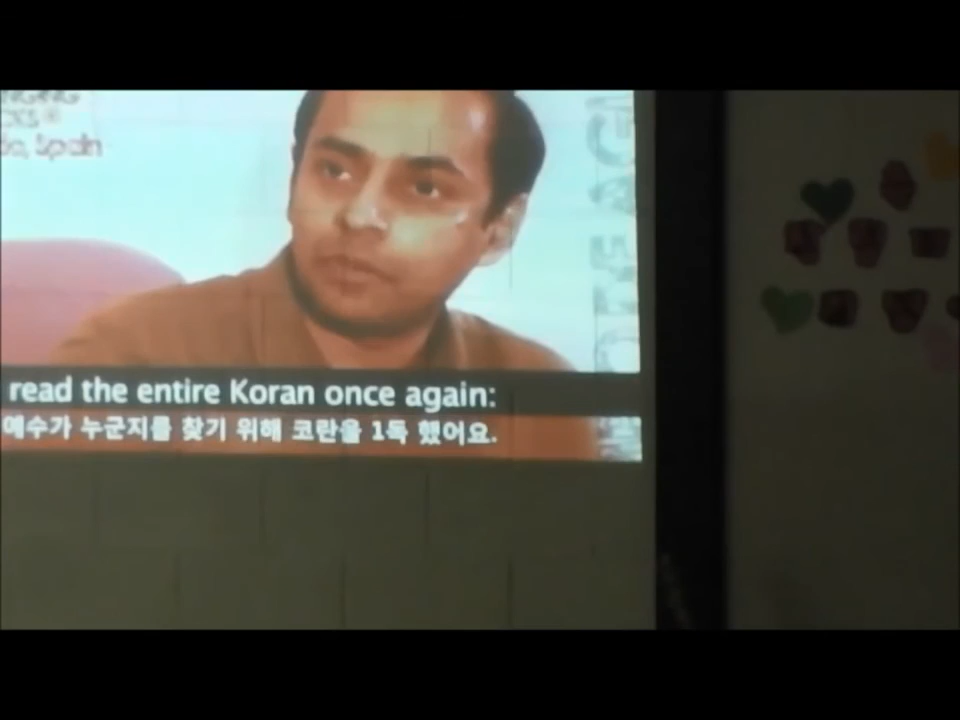 Spain
read the entire Koran once again:
예수가 누군지를 찾기 위해 코란을 1독 했어요.